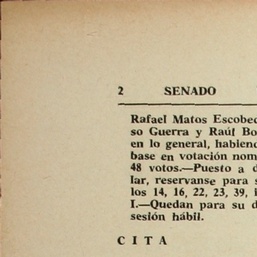 2 SENADO
Rafael Matos Escobed
so Guerra y Raúl Bo
en lo general, habiend
base en votación nom
48 votos.—Puesto a d
lar, resérvanse para s
los 14, 16, 22, 23, 39,
I.—Quedan para su d
sesión hábil.
CITA